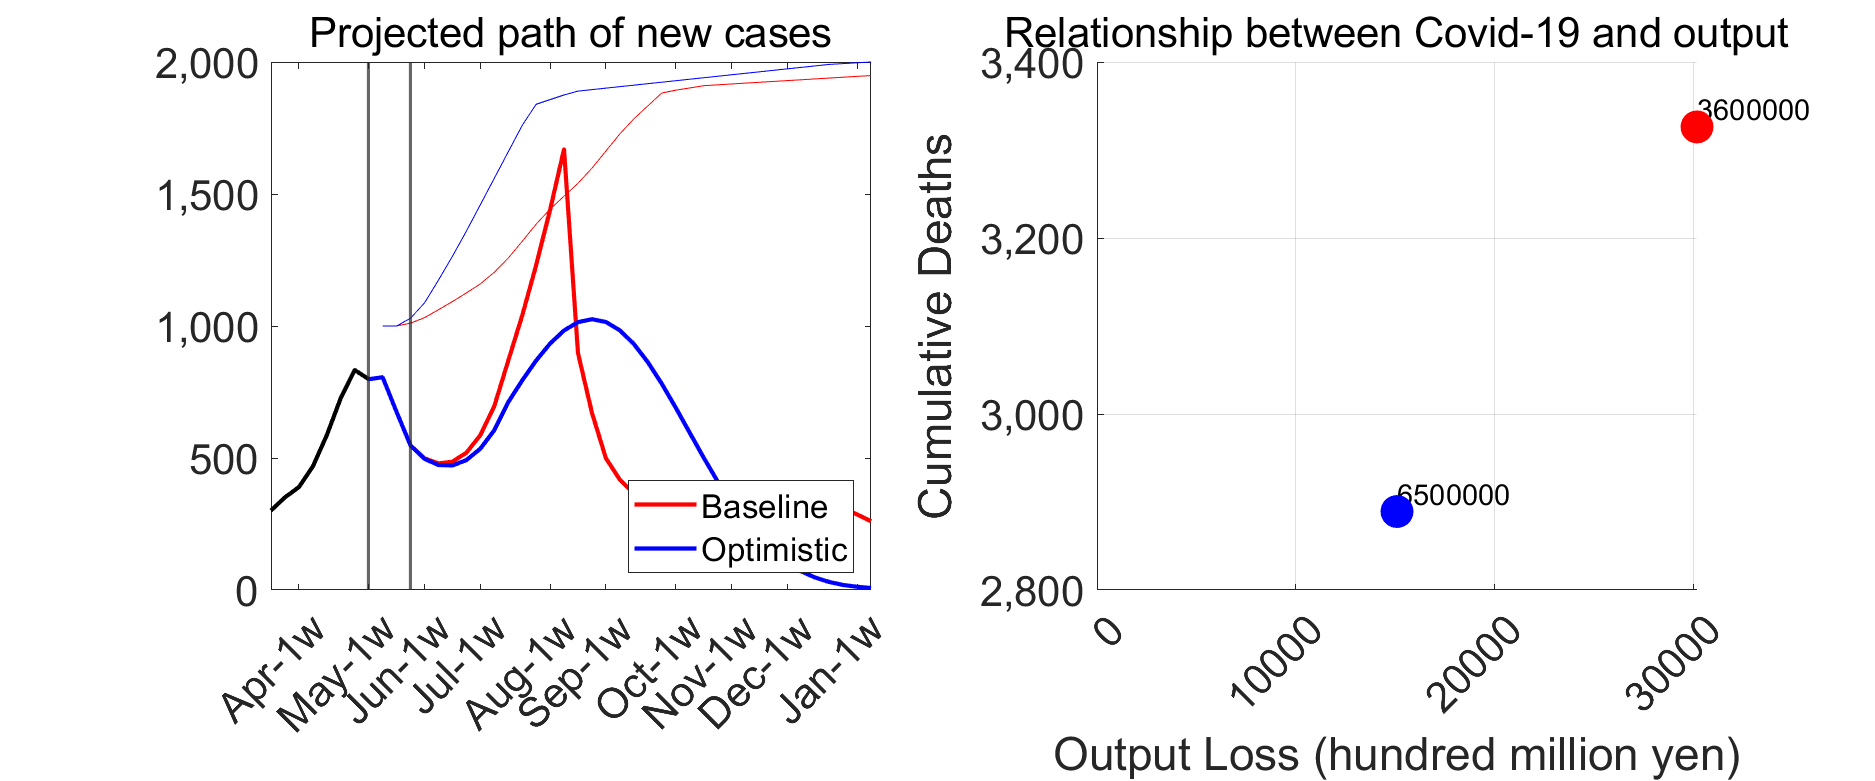 Projected path of new cases
2,000
1,500
1,000
500
0
Apr-1w
May-1w
Jun-1w
Jul-1w
Aug-1w
Sep-1w
Oct-1w
Nov-1w
Dec-1w
Jan-1w
Baseline
Optimistic
Relationship between Covid-19 and output
Cumulative Deaths
3,400
3,200
3,000
2,800
0
10000
20000
30000
3600000
6500000
Output Loss (hundred million yen)